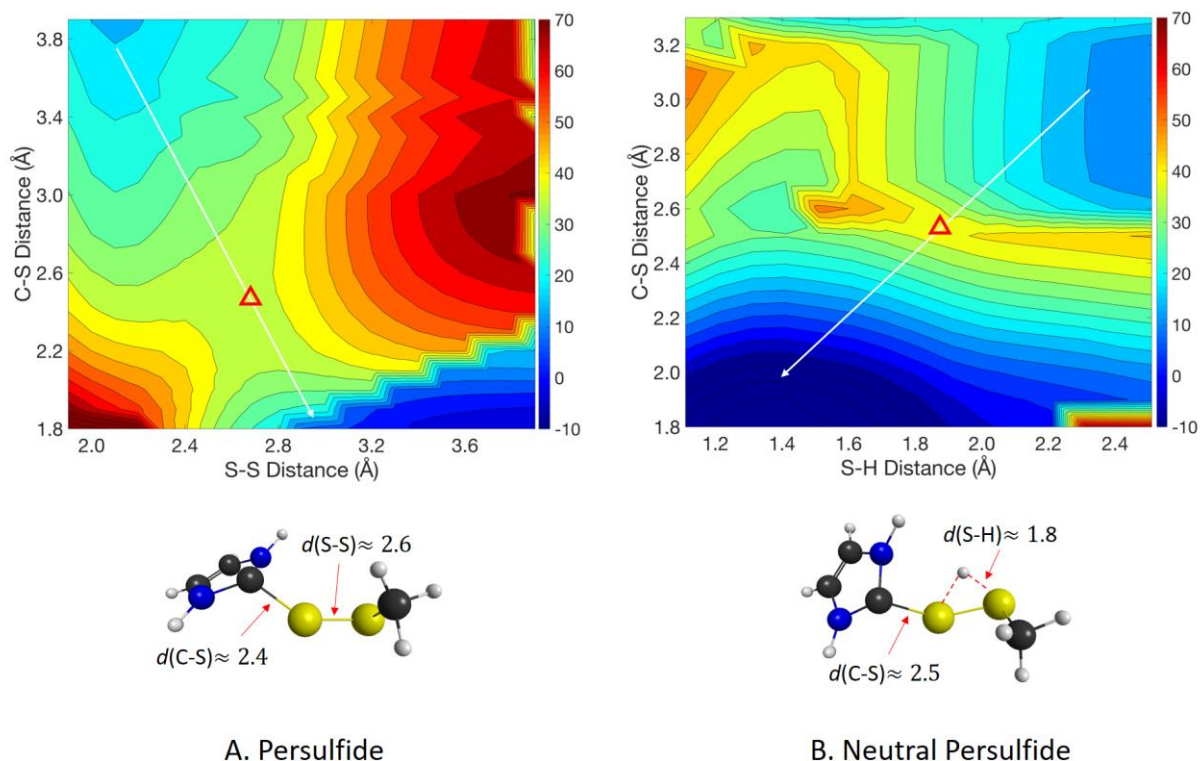 3.8
3.4
3.0
2.6
2.2
1.8
C-S Distance (Å)
2.0 2.4 2.8 3.2 3.6
S-S Distance (Å)
70
60
50
40
30
20
10
0
-10
3.2
3.0
2.8
2.6
2.4
2.2
2.0
1.8
C-S Distance (Å)
1.2 1.4 1.6 1.8 2.0 2.2 2.4
S-H Distance (Å)
70
60
50
40
30
20
10
0
-10
d(S-S)≈ 2.6
d(C-S)≈ 2.4
A. Persulfide
d(S-H)≈ 1.8
d(C-S)≈ 2.5
B. Neutral Persulfide